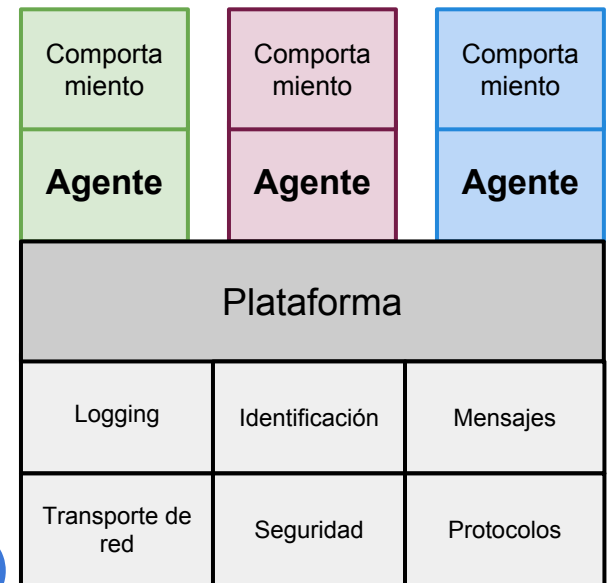 Comporta
miento
Comporta
miento
Comporta
miento
Agente
Agente
Agente
Plataforma
Logging
Identificación
Mensajes
Transporte de
red
Seguridad
Protocolos